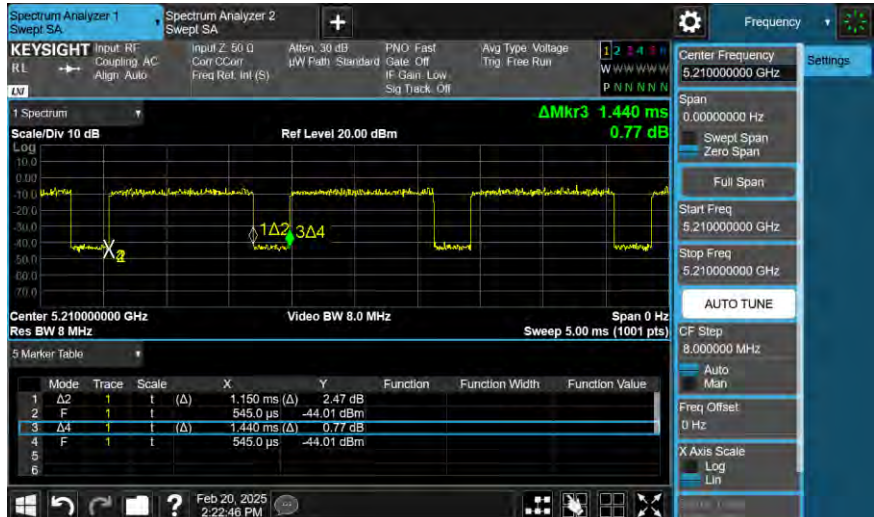 Spectrum Analyzer 1
Swept SA
Spectrum Analyzer 2
Swept SA
+
Frequency
KEYSIGHT
RL
LXI
Input: RF
Coupling: AC
Align: Auto
Input Z: 50 Ω
Corr CCorr
Freq Ref: Int (S)
Atten: 30 dB
µW Path: Standard
PNO: Fast
Gate: Off
IF Gain: Low
Sig Track: Off
Avg Type: Voltage
Trig: Free Run
1 2 3 4 5 6
W W W W W W
P N N N N N
Center Frequency
5.210000000 GHz
Settings
Span
0.00000000 Hz
Swept Span
Zero Span
Full Span
Start Freq
5.210000000 GHz
Stop Freq
5.210000000 GHz
AUTO TUNE
CF Step
8.000000 MHz
Auto
Man
Freq Offset
0 Hz
X Axis Scale
Log
Lin
1 Spectrum
ΔMkr3 1.440 ms
0.77 dB
Scale/Div 10 dB
Ref Level 20.00 dBm
Log
10.0
0.00
-20.0
-30.0
-40.0
-50.0
-60.0
-70.0
1Δ2
3Δ4
X
Center 5.210000000 GHz
Video BW 8.0 MHz
Span 0 Hz
Res BW 8 MHz
Sweep 5.00 ms (1001 pts)
5 Marker Table
Mode Trace Scale X Y Function Function Width Function Value
1 Δ2 1 t (Δ) 1.150 ms (Δ) 2.47 dB
2 F 1 t 545.0 µs -44.01 dBm
3 Δ4 1 t (Δ) 1.440 ms (Δ) 0.77 dB
4 F 1 t 545.0 µs -44.01 dBm
5
6
?
Feb 20, 2025
2:22:46 PM